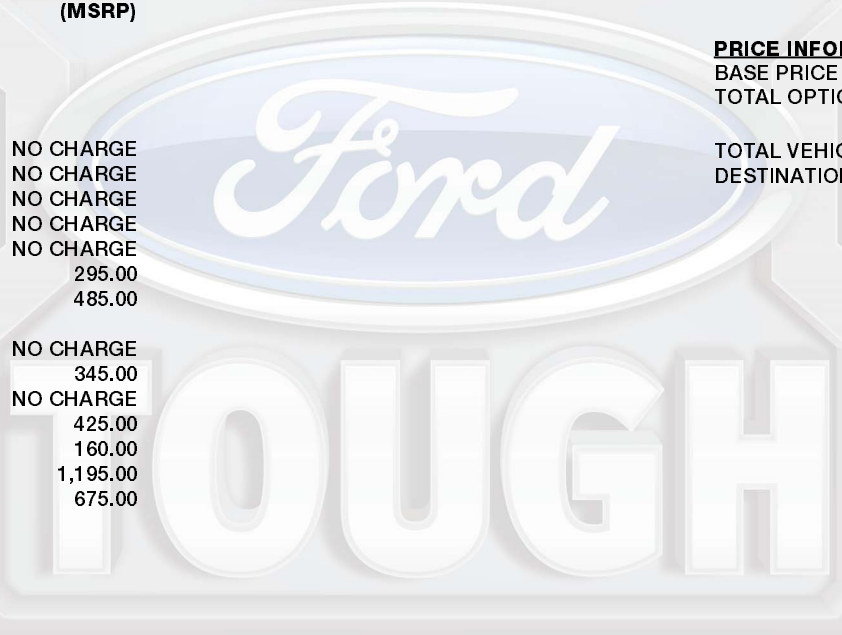 (MSRP)
NO CHARGE
NO CHARGE
NO CHARGE
NO CHARGE
NO CHARGE
295.00
485.00
NO CHARGE
345.00
NO CHARGE
425.00
160.00
1,195.00
675.00
PRICE INFO
BASE PRICE
TOTAL OPTIO
TOTAL VEHIC
DESTINATION
Ford
TOUGH